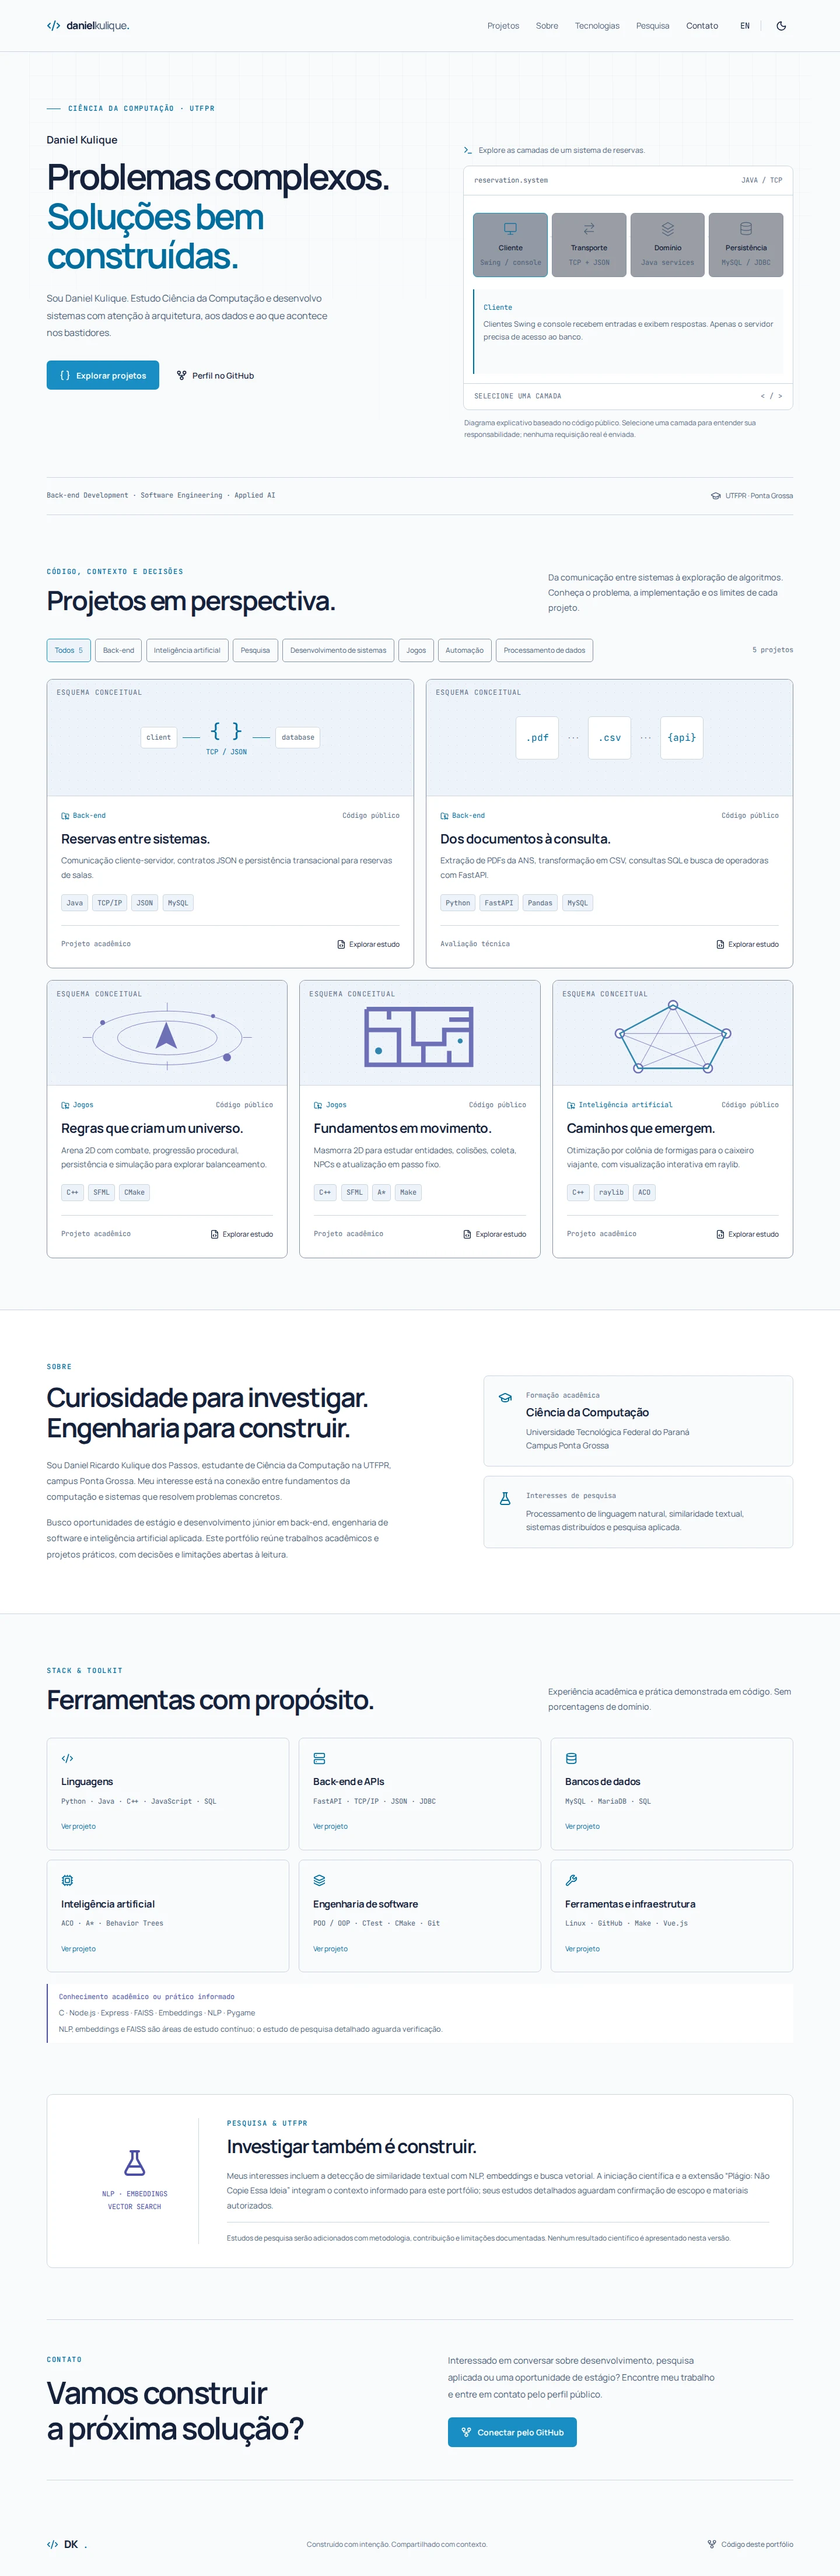 danielkulique.
Projetos Sobre Tecnologias Pesquisa Contato EN
CIÊNCIA DA COMPUTAÇÃO · UTFPR
Daniel Kulique
Problemas complexos.
Soluções bem
construídas.
Sou Daniel Kulique. Estudo Ciência da Computação e desenvolvo
sistemas com atenção à arquitetura, aos dados e ao que acontece
nos bastidores.
{ } Explorar projetos Perfil no GitHub
Explore as camadas de um sistema de reservas.
reservation.system JAVA / TCP
Cliente Transporte Domínio Persistência
Swing / console TCP + JSON Java services MySQL / JDBC
Cliente
Clientes Swing e console recebem entradas e exibem respostas. Apenas o servidor
precisa de acesso ao banco.
SELECIONE UMA CAMADA < / >
Diagrama explicativo baseado no código público. Selecione uma camada para entender sua
responsabilidade; nenhuma requisição real é enviada.
Back-end Development · Software Engineering · Applied AI UTFPR · Ponta Grossa
CÓDIGO, CONTEXTO E DECISÕES
Projetos em perspectiva.
Da comunicação entre sistemas à exploração de algoritmos.
Conheça o problema, a implementação e os limites de cada
projeto.
Todos 5 Back-end Inteligência artificial Pesquisa Desenvolvimento de sistemas Jogos Automação Processamento de dados 5 projetos
ESQUEMA CONCEITUAL
client { } database
TCP / JSON
Back-end Código público
Reservas entre sistemas.
Comunicação cliente-servidor, contratos JSON e persistência transacional para reservas
de salas.
Java TCP/IP JSON MySQL
Projeto acadêmico Explorar estudo
ESQUEMA CONCEITUAL
.pdf ... .csv ... {api}
Back-end Código público
Dos documentos à consulta.
Extração de PDFs da ANS, transformação em CSV, consultas SQL e busca de operadoras
com FastAPI.
Python FastAPI Pandas MySQL
Avaliação técnica Explorar estudo
ESQUEMA CONCEITUAL
Jogos Código público
Regras que criam um universo.
Arena 2D com combate, progressão procedural,
persistência e simulação para explorar balanceamento.
C++ SFML CMake
Projeto acadêmico Explorar estudo
ESQUEMA CONCEITUAL
Jogos Código público
Fundamentos em movimento.
Masmorra 2D para estudar entidades, colisões, coleta,
NPCs e atualização em passo fixo.
C++ SFML A* Make
Projeto acadêmico Explorar estudo
ESQUEMA CONCEITUAL
Inteligência artificial Código público
Caminhos que emergem.
Otimização por colônia de formigas para o caixeiro
viajante, com visualização interativa em raylib.
C++ raylib ACO
Projeto acadêmico Explorar estudo
SOBRE
Curiosidade para investigar.
Engenharia para construir.
Sou Daniel Ricardo Kulique dos Passos, estudante de Ciência da Computação na UTFPR,
campus Ponta Grossa. Meu interesse está na conexão entre fundamentos da
computação e sistemas que resolvem problemas concretos.
Busco oportunidades de estágio e desenvolvimento júnior em back-end, engenharia de
software e inteligência artificial aplicada. Este portfólio reúne trabalhos acadêmicos e
projetos práticos, com decisões e limitações abertas à leitura.
Formação acadêmica
Ciência da Computação
Universidade Tecnológica Federal do Paraná
Campus Ponta Grossa
Interesses de pesquisa
Processamento de linguagem natural, similaridade textual,
sistemas distribuídos e pesquisa aplicada.
STACK & TOOLKIT
Ferramentas com propósito.
Experiência acadêmica e prática demonstrada em código. Sem
porcentagens de domínio.
Linguagens
Python · Java · C++ · JavaScript · SQL
Ver projeto
Back-end e APIs
FastAPI · TCP/IP · JSON · JDBC
Ver projeto
Bancos de dados
MySQL · MariaDB · SQL
Ver projeto
Inteligência artificial
ACO · A* · Behavior Trees
Ver projeto
Engenharia de software
POO / OOP · CTest · CMake · Git
Ver projeto
Ferramentas e infraestrutura
Linux · GitHub · Make · Vue.js
Ver projeto
Conhecimento acadêmico ou prático informado
C · Node.js · Express · FAISS · Embeddings · NLP · Pygame
NLP, embeddings e FAISS são áreas de estudo contínuo; o estudo de pesquisa detalhado aguarda verificação.
NLP · EMBEDDINGS
VECTOR SEARCH
PESQUISA & UTFPR
Investigar também é construir.
Meus interesses incluem a detecção de similaridade textual com NLP, embeddings e busca vetorial. A iniciação científica e a extensão “Plágio: Não
Copie Essa Ideia” integram o contexto informado para este portfólio; seus estudos detalhados aguardam confirmação de escopo e materiais
autorizados.
Estudos de pesquisa serão adicionados com metodologia, contribuição e limitações documentadas. Nenhum resultado científico é apresentado nesta versão.
CONTATO
Vamos construir
a próxima solução?
Interessado em conversar sobre desenvolvimento, pesquisa
aplicada ou uma oportunidade de estágio? Encontre meu trabalho
e entre em contato pelo perfil público.
Conectar pelo GitHub
DK .
Construído com intenção. Compartilhado com contexto.
Código deste portfólio